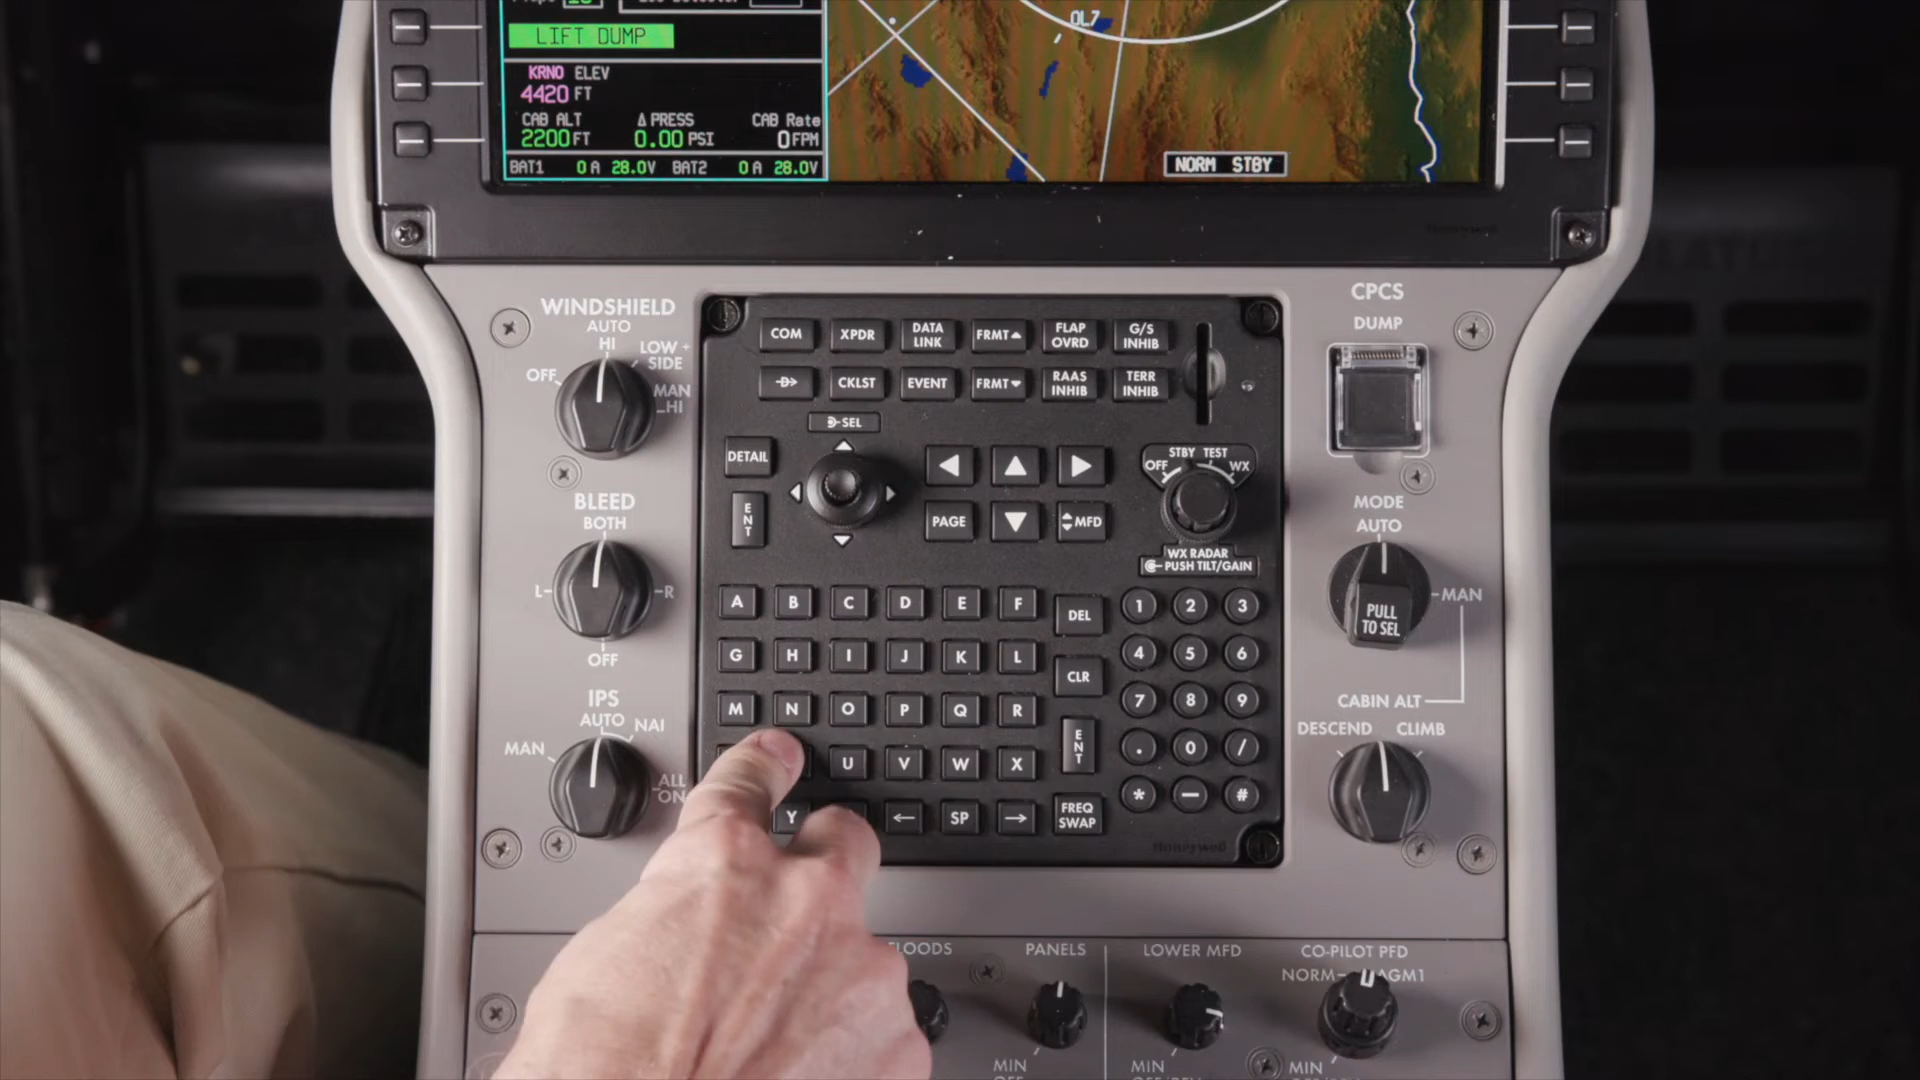 LIFT DUMP
KRNO ELEV
4420 FT
CAB ALT Δ PRESS CAB Rate
2200 FT 0.00 PSI 0 FPM
BAT1 0 A 28.0V BAT2 0 A 28.0V
OL7
NORM STBY
Honeywell
WINDSHIELD
AUTO
HI
LOW +
SIDE
OFF
MAN
HI
BLEED
BOTH
L
R
OFF
IPS
AUTO
NAI
MAN
ALL
ON
COM XPDR DATA LINK FRMT FLAP OVRD G/S INHIB
D CKLST EVENT FRMT RAAS INHIB TERR INHIB
SEL
DETAIL
ENT
PAGE
MFD
OFF STBY TEST WX
WX RADAR
PUSH TILT/GAIN
A B C D E F DEL 1 2 3
G H I J K L CLR 4 5 6
M N O P Q R 7 8 9
U V W X ENT . 0 /
Y ← SP → FREQ SWAP * – #
Honeywell
CPCS
DUMP
MODE
AUTO
MAN
PULL
TO SEL
CABIN ALT
DESCEND CLIMB
PANELS
MIN
LOWER MFD
MIN
CO-PILOT PFD
NORM AGM1
MIN